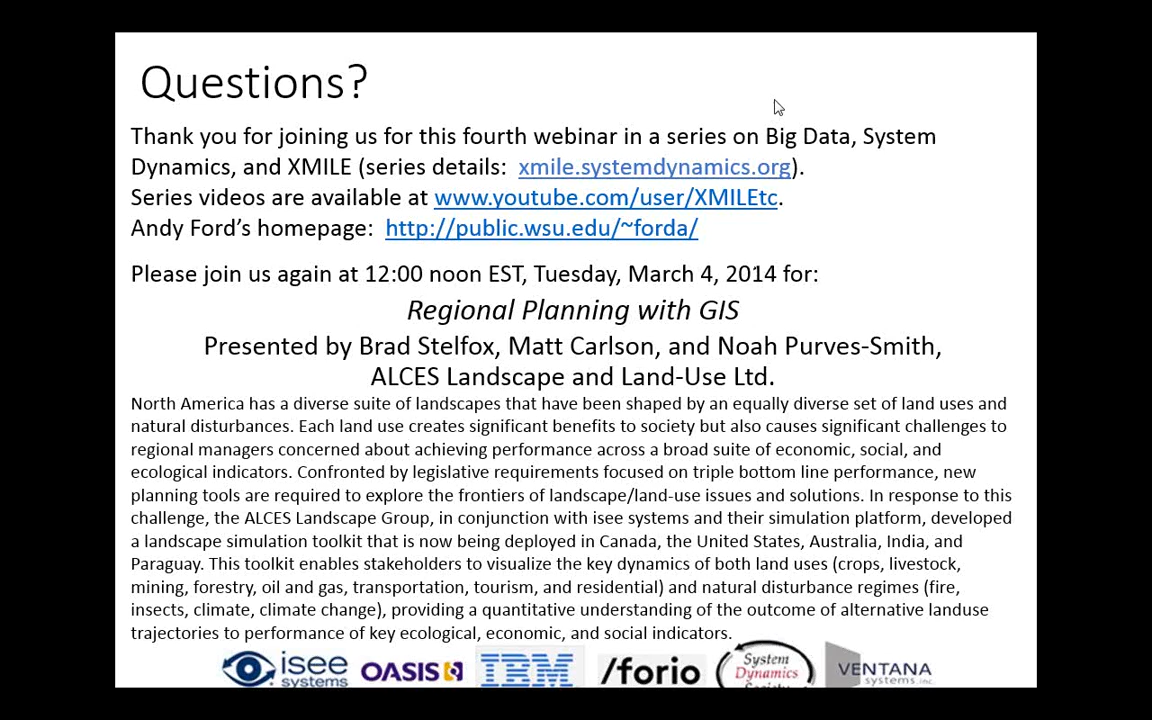 Questions?
Thank you for joining us for this fourth webinar in a series on Big Data, System
Dynamics, and XMILE (series details:  xmile.systemdynamics.org).
Series videos are available at www.youtube.com/user/XMILEtc.
Andy Ford’s homepage:  http://public.wsu.edu/~forda/
Please join us again at 12:00 noon EST, Tuesday, March 4, 2014 for:
Regional Planning with GIS
Presented by Brad Stelfox, Matt Carlson, and Noah Purves-Smith,
ALCES Landscape and Land-Use Ltd.
North America has a diverse suite of landscapes that have been shaped by an equally diverse set of land uses and
natural disturbances. Each land use creates significant benefits to society but also causes significant challenges to
regional managers concerned about achieving performance across a broad suite of economic, social, and
ecological indicators. Confronted by legislative requirements focused on triple bottom line performance, new
planning tools are required to explore the frontiers of landscape/land-use issues and solutions. In response to this
challenge, the ALCES Landscape Group, in conjunction with isee systems and their simulation platform, developed
a landscape simulation toolkit that is now being deployed in Canada, the United States, Australia, India, and
Paraguay. This toolkit enables stakeholders to visualize the key dynamics of both land uses (crops, livestock,
mining, forestry, oil and gas, transportation, tourism, and residential) and natural disturbance regimes (fire,
insects, climate, climate change), providing a quantitative understanding of the outcome of alternative landuse
trajectories to performance of key ecological, economic, and social indicators.
isee systems OASIS IBM /forio System Dynamics VENTANA systems, inc.